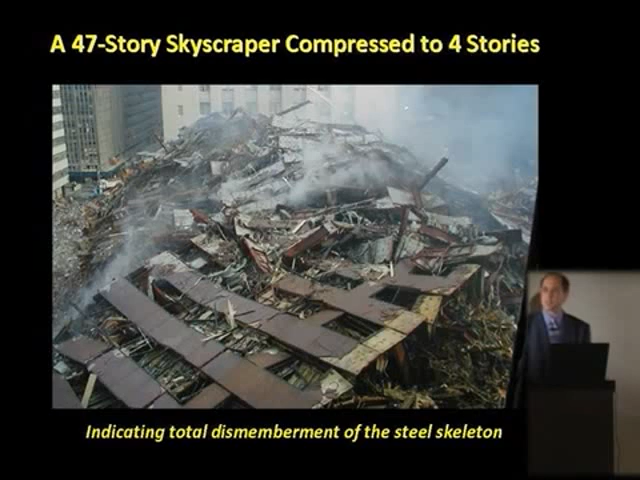 A 47-Story Skyscraper Compressed to 4 Stories
Indicating total dismemberment of the steel skeleton